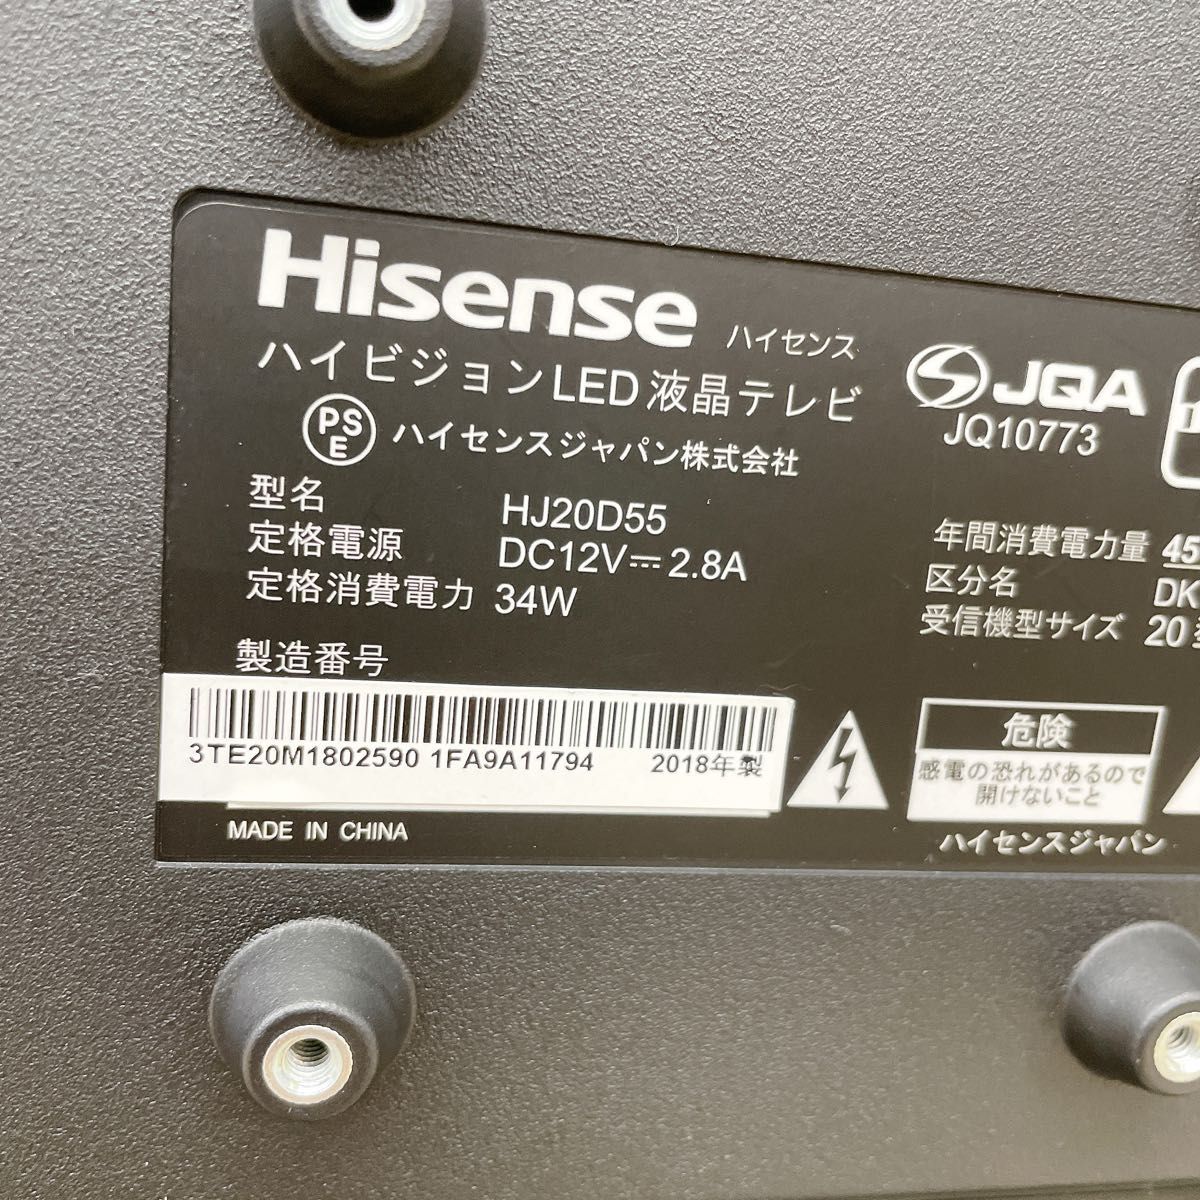 Hisense ハイセンス
ハイビジョンLED液晶テレビ
PSE ハイセンスジャパン株式会社
JQA
JQ10773
型名 HJ20D55
定格電源 DC12V⎓2.8A
定格消費電力 34W
年間消費電力量 45
区分名 DK
受信機型サイズ 20
製造番号
3TE20M1802590 1FA9A11794 2018年製
MADE IN CHINA
危険
感電の恐れがあるので
開けないこと
ハイセンスジャパン